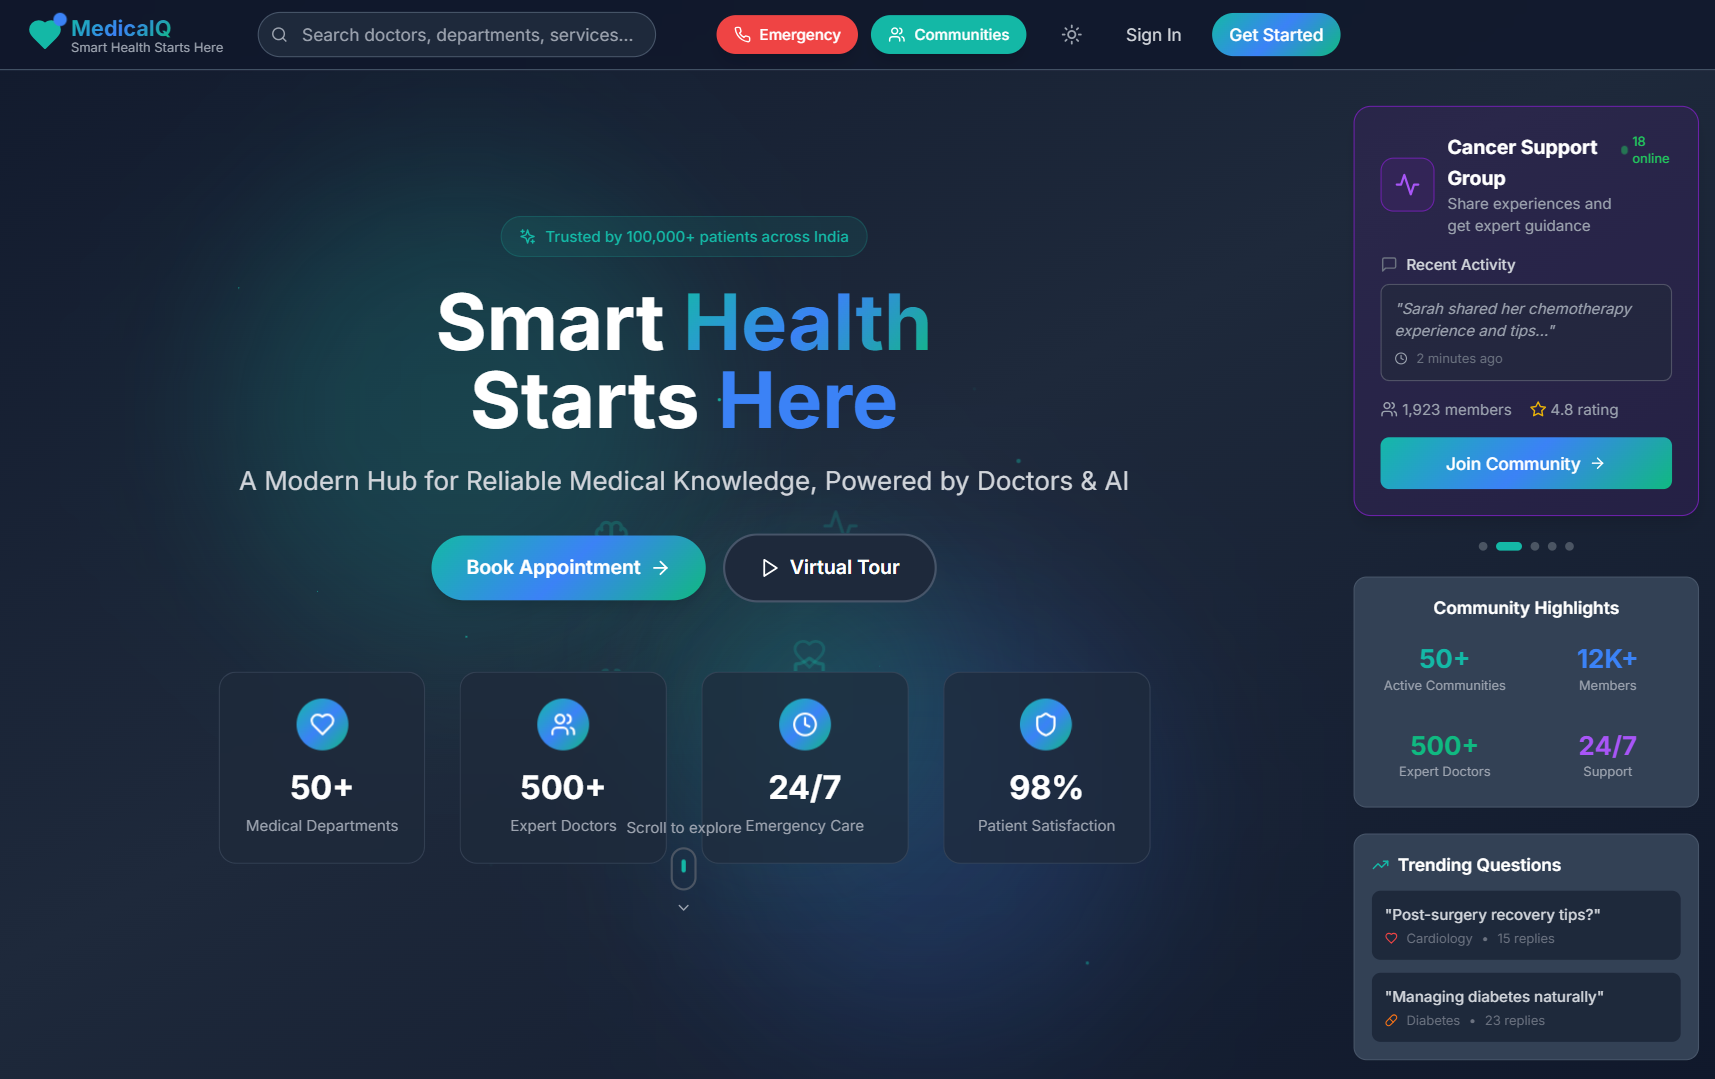 MedicalQ
Smart Health Starts Here
Search doctors, departments, services...
Emergency
Communities
Sign In
Get Started
Trusted by 100,000+ patients across India
Smart Health
Starts Here
A Modern Hub for Reliable Medical Knowledge, Powered by Doctors & AI
Book Appointment
Virtual Tour
50+
Medical Departments
500+
Expert Doctors
24/7
Emergency Care
98%
Patient Satisfaction
Scroll to explore
Cancer Support
Group
18
online
Share experiences and
get expert guidance
Recent Activity
"Sarah shared her chemotherapy
experience and tips..."
2 minutes ago
1,923 members
4.8 rating
Join Community
Community Highlights
50+
Active Communities
12K+
Members
500+
Expert Doctors
24/7
Support
Trending Questions
"Post-surgery recovery tips?"
Cardiology • 15 replies
"Managing diabetes naturally"
Diabetes • 23 replies